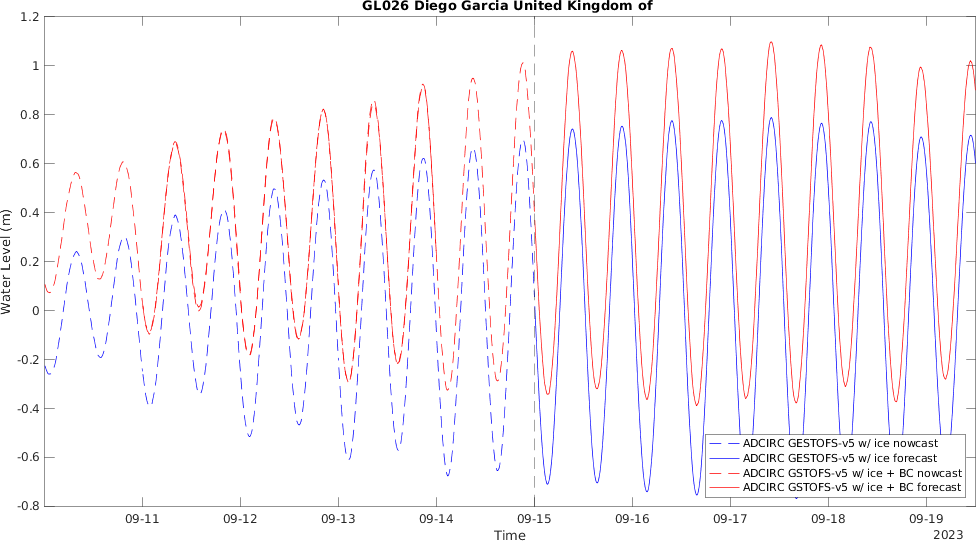 GL026 Diego Garcia United Kingdom of
1.2
1
0.8
0.6
0.4
0.2
0
-0.2
-0.4
-0.6
-0.8
Water Level (m)
ADCIRC GESTOFS-v5 w/ ice nowcast
ADCIRC GESTOFS-v5 w/ ice forecast
ADCIRC GSTOFS-v5 w/ ice + BC nowcast
ADCIRC GSTOFS-v5 w/ ice + BC forecast
09-11 09-12 09-13 09-14 09-15 09-16 09-17 09-18 09-19
Time
2023